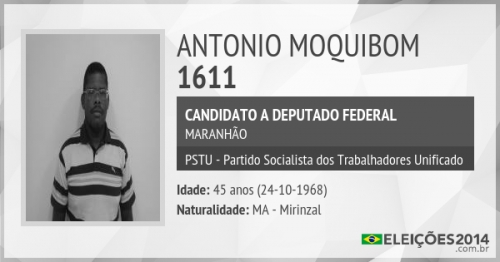 ANTONIO MOQUIBOM
1611
CANDIDATO A DEPUTADO FEDERAL
MARANHÃO
PSTU - Partido Socialista dos Trabalhadores Unificado
Idade: 45 anos (24-10-1968)
Naturalidade: MA - Mirinzal
ELEIÇÕES2014
.com.br